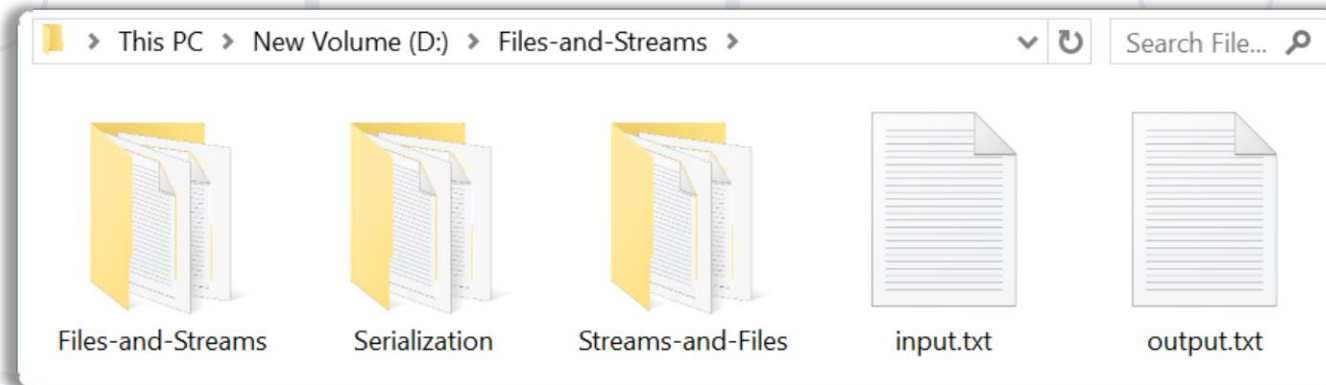 This PC > New Volume (D:) > Files-and-Streams >
Search File...
Files-and-Streams
Serialization
Streams-and-Files
input.txt
output.txt